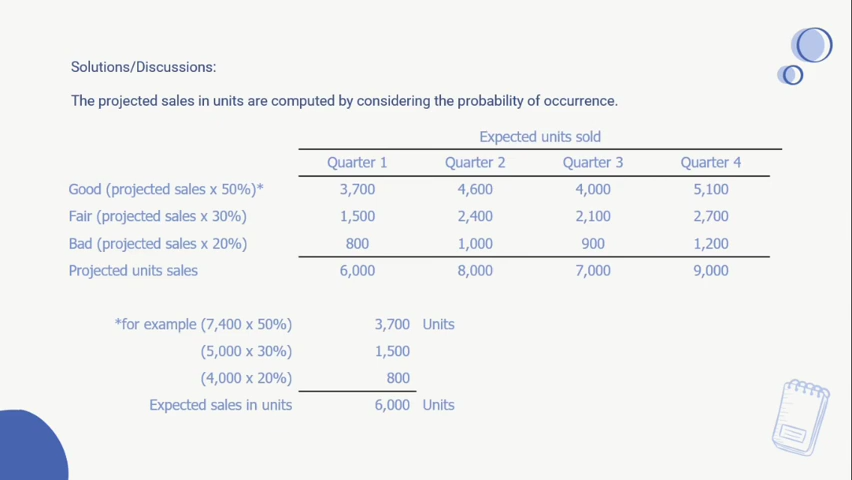 Solutions/Discussions:
The projected sales in units are computed by considering the probability of occurrence.
Expected units sold
Quarter 1 Quarter 2 Quarter 3 Quarter 4
Good (projected sales x 50%)* 3,700 4,600 4,000 5,100
Fair (projected sales x 30%) 1,500 2,400 2,100 2,700
Bad (projected sales x 20%) 800 1,000 900 1,200
Projected units sales 6,000 8,000 7,000 9,000
*for example (7,400 x 50%) 3,700 Units
(5,000 x 30%) 1,500
(4,000 x 20%) 800
Expected sales in units 6,000 Units